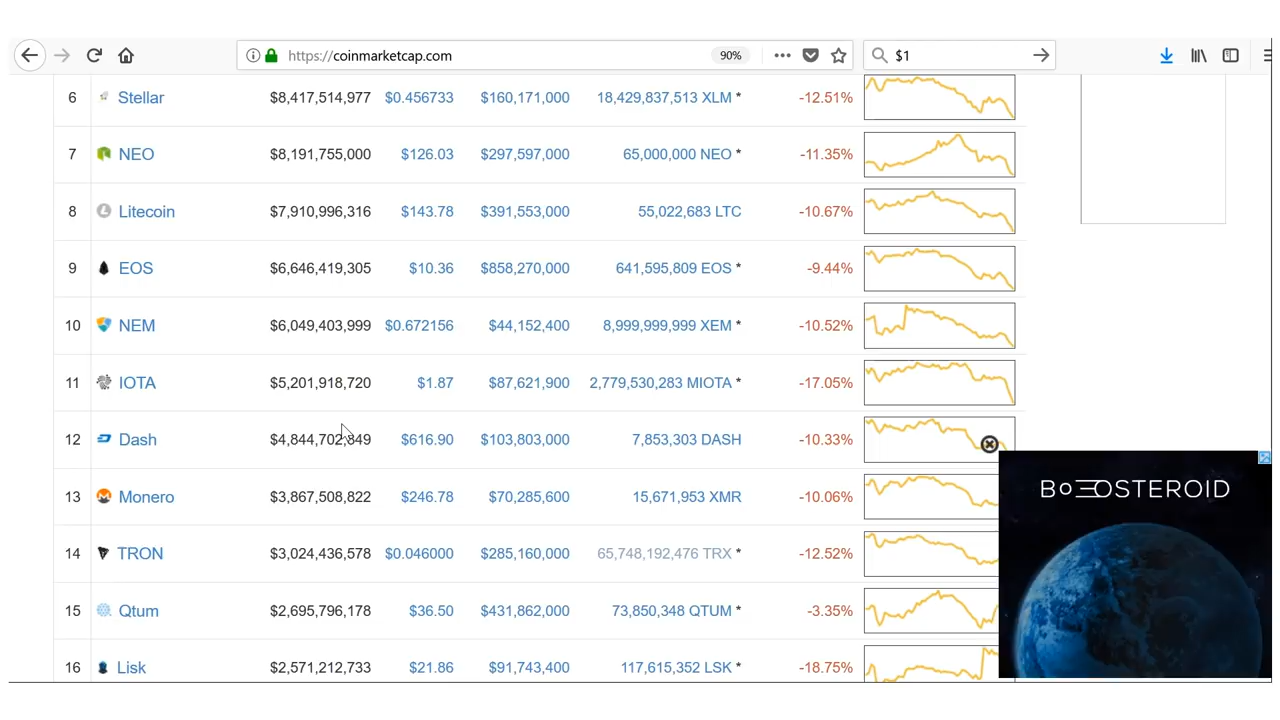 https://coinmarketcap.com 90% $1
6 Stellar $8,417,514,977 $0.456733 $160,171,000 18,429,837,513 XLM * -12.51%
7 NEO $8,191,755,000 $126.03 $297,597,000 65,000,000 NEO * -11.35%
8 Litecoin $7,910,996,316 $143.78 $391,553,000 55,022,683 LTC -10.67%
9 EOS $6,646,419,305 $10.36 $858,270,000 641,595,809 EOS * -9.44%
10 NEM $6,049,403,999 $0.672156 $44,152,400 8,999,999,999 XEM * -10.52%
11 IOTA $5,201,918,720 $1.87 $87,621,900 2,779,530,283 MIOTA * -17.05%
12 Dash $4,844,702,849 $616.90 $103,803,000 7,853,303 DASH -10.33%
13 Monero $3,867,508,822 $246.78 $70,285,600 15,671,953 XMR -10.06%
BOOSTEROID
14 TRON $3,024,436,578 $0.046000 $285,160,000 65,748,192,476 TRX * -12.52%
15 Qtum $2,695,796,178 $36.50 $431,862,000 73,850,348 QTUM * -3.35%
16 Lisk $2,571,212,733 $21.86 $91,743,400 117,615,352 LSK * -18.75%